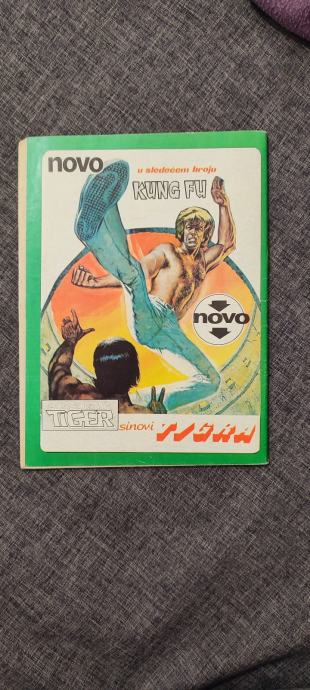 novo
u sledećem broju
KUNG FU
novo
TIGER
sinovi TIGRA